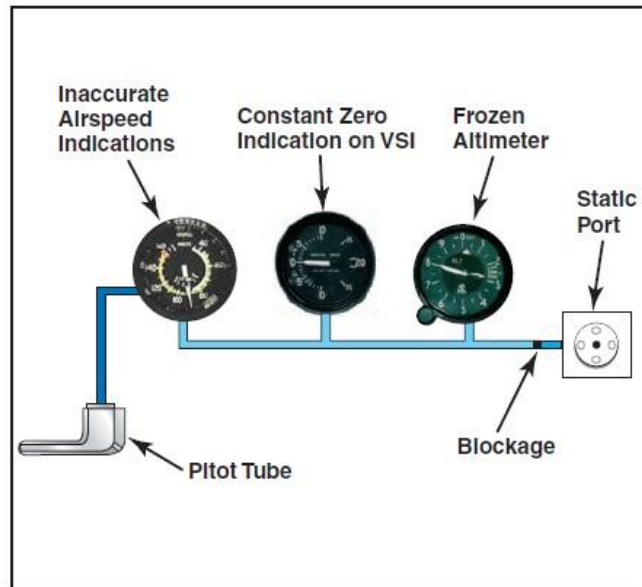 Inaccurate
Airspeed
Indications
Constant Zero
Indication on VSI
Frozen
Altimeter
Static
Port
Blockage
Pitot Tube